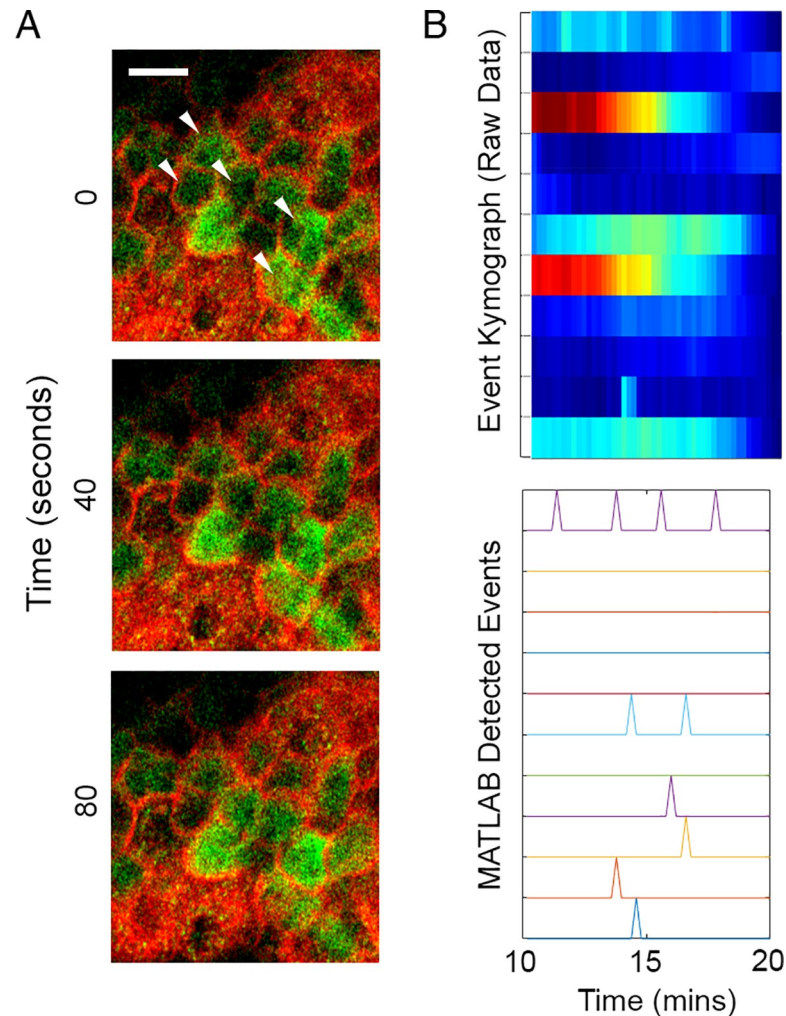 A
Time (seconds)
0
40
80
B
Event Kymograph (Raw Data)
MATLAB Detected Events
10
15
20
Time (mins)